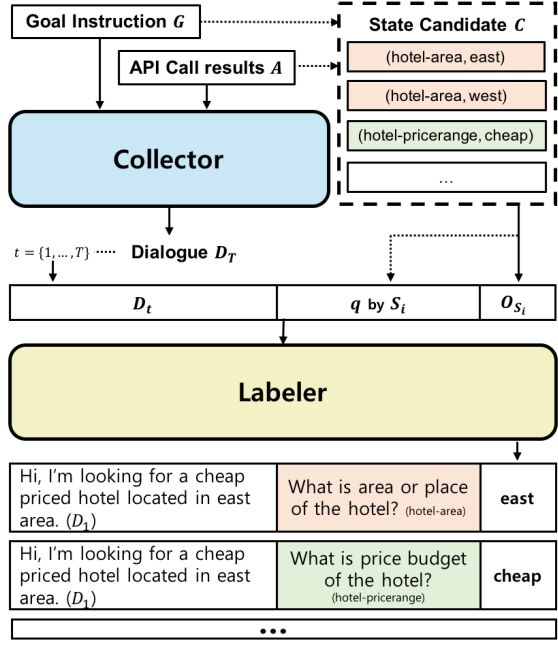 Goal Instruction G
State Candidate C
API Call results A
(hotel-area, east)
(hotel-area, west)
(hotel-pricerange, cheap)
...
Collector
t = {1, ... , T} ······ Dialogue D_T
D_t
q by S_i
O_{S_i}
Labeler
Hi, I'm looking for a cheap
priced hotel located in east
area. (D_1)
What is area or place
of the hotel? (hotel-area)
east
Hi, I'm looking for a cheap
priced hotel located in east
area. (D_1)
What is price budget
of the hotel?
(hotel-pricerange)
cheap
•••